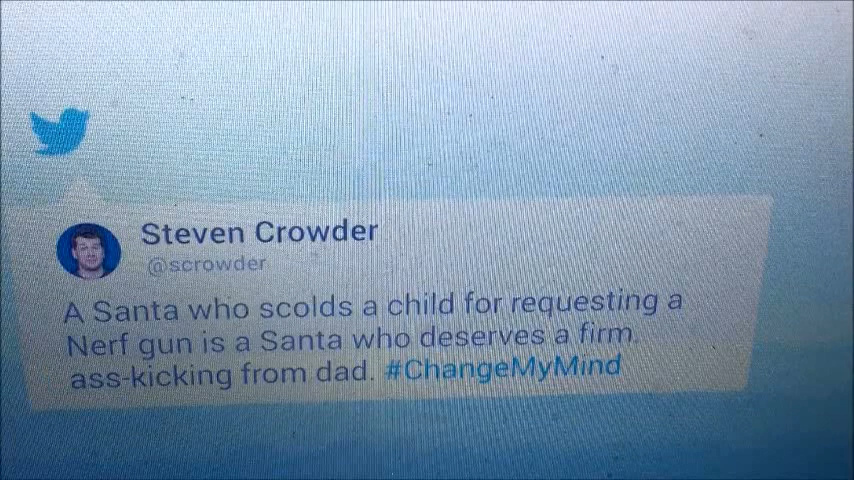 Steven Crowder
@scrowder
A Santa who scolds a child for requesting a
Nerf gun is a Santa who deserves a firm
ass-kicking from dad. #ChangeMyMind